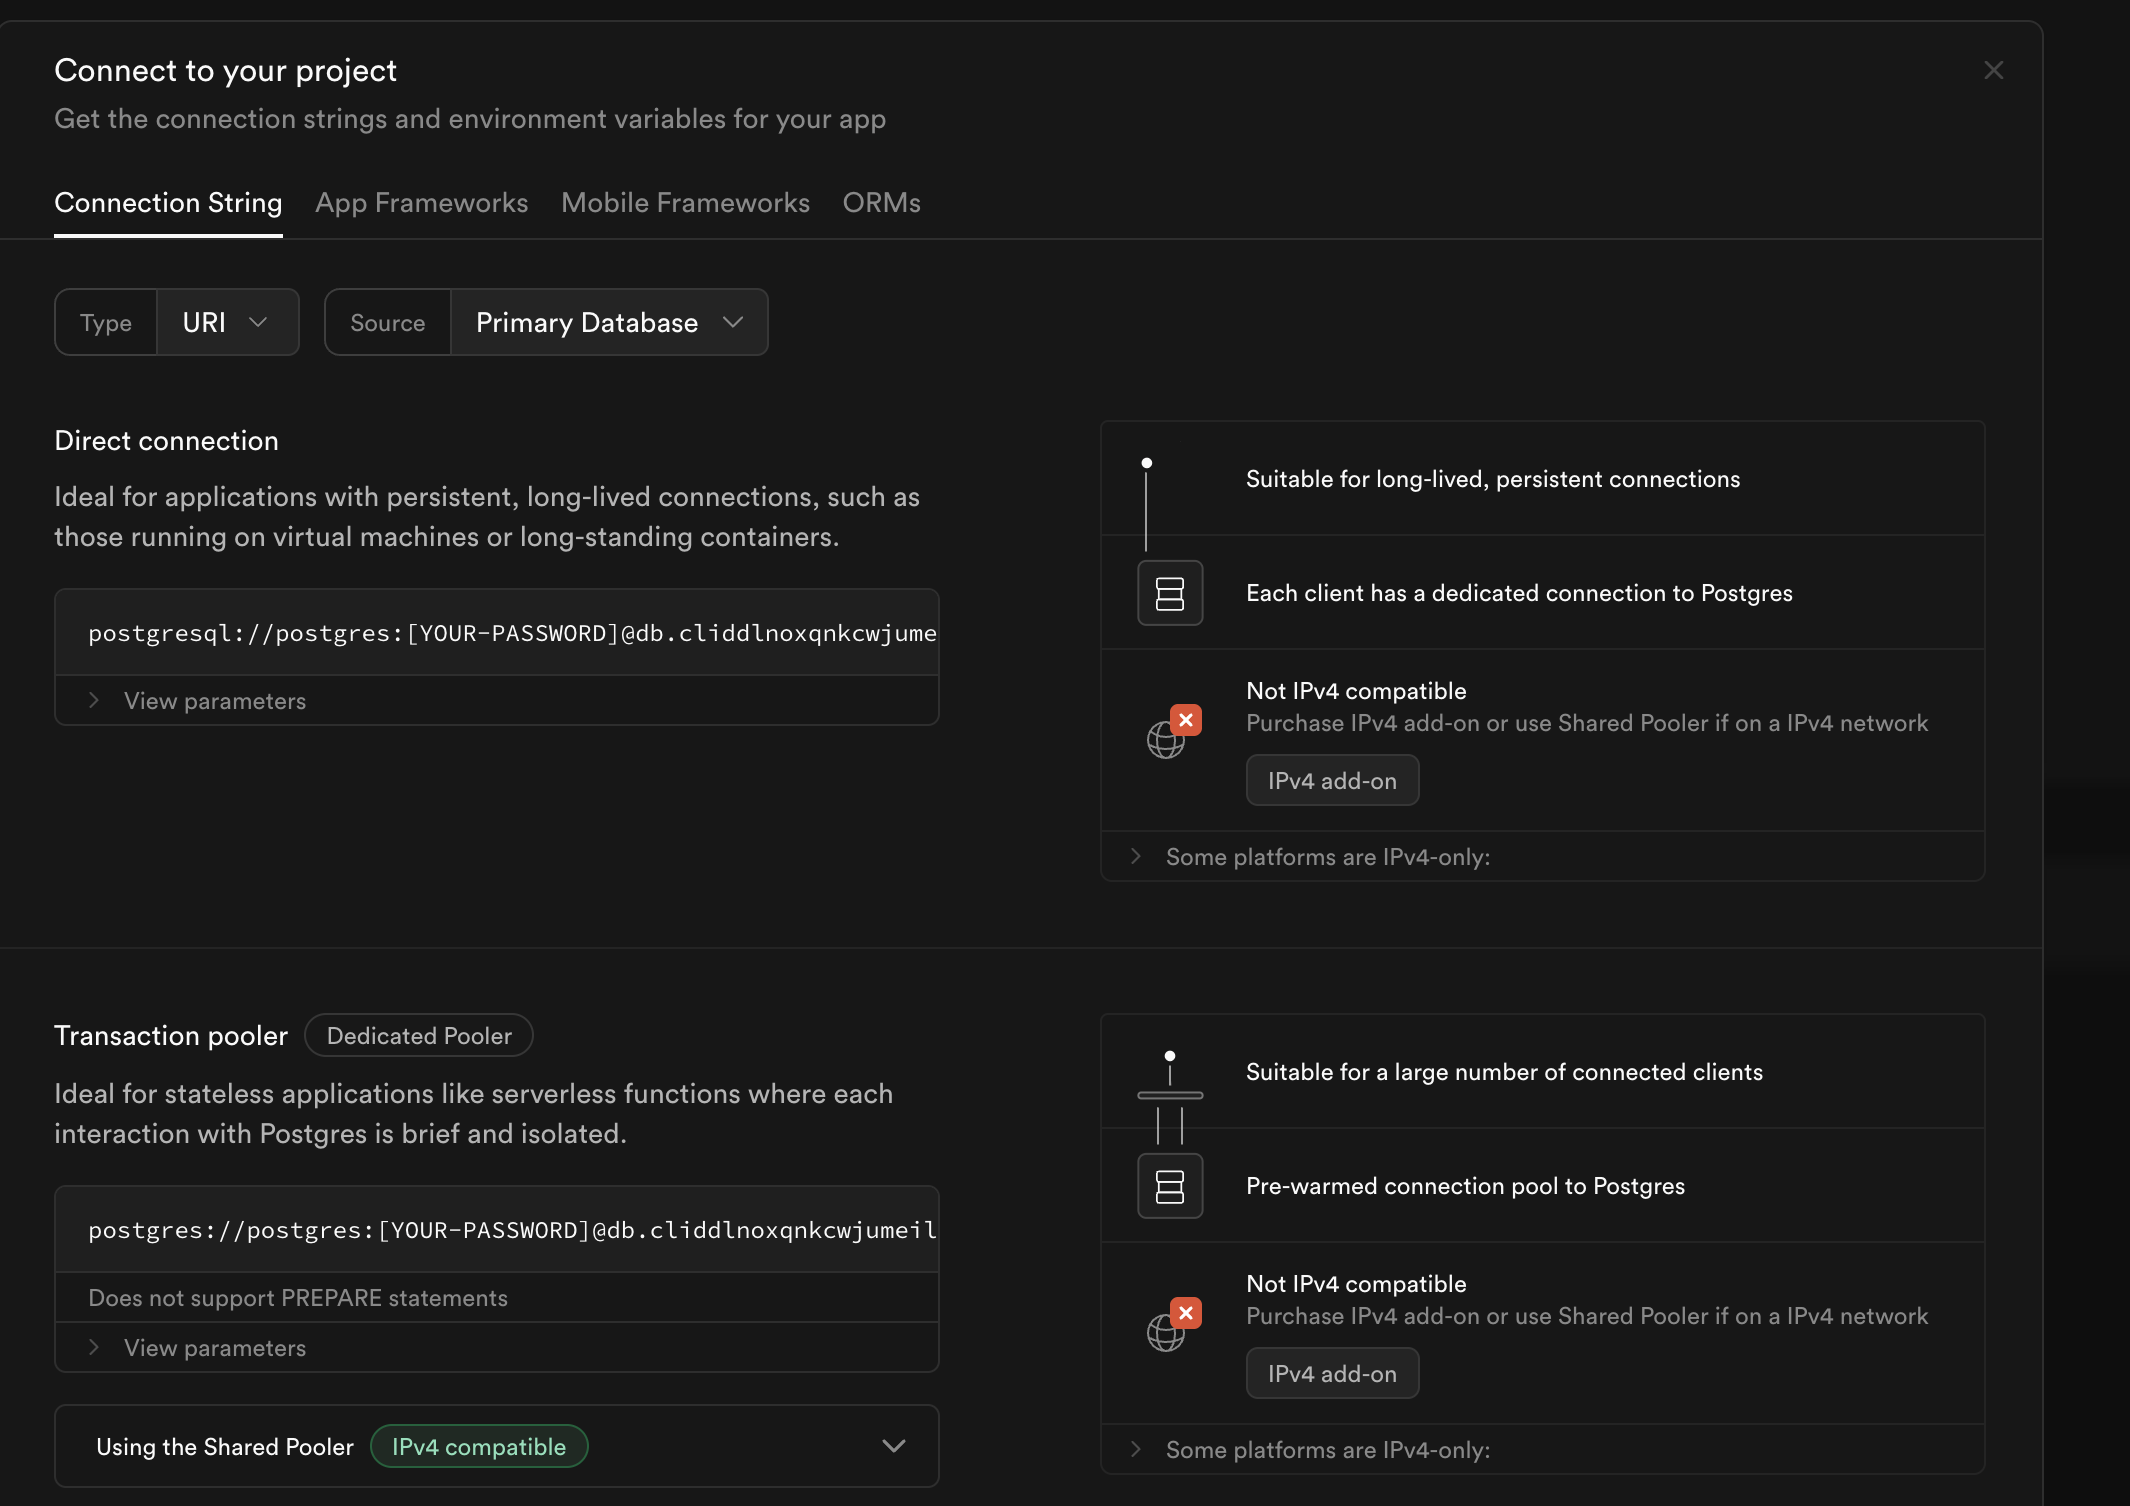 Connect to your project
Get the connection strings and environment variables for your app
Connection String
App Frameworks
Mobile Frameworks
ORMs
Type
URI
Source
Primary Database
Direct connection
Ideal for applications with persistent, long-lived connections, such as
those running on virtual machines or long-standing containers.
postgresql://postgres:[YOUR-PASSWORD]@db.cliddlnoxqnkcwjume
View parameters
Suitable for long-lived, persistent connections
Each client has a dedicated connection to Postgres
Not IPv4 compatible
Purchase IPv4 add-on or use Shared Pooler if on a IPv4 network
IPv4 add-on
Some platforms are IPv4-only:
Transaction pooler
Dedicated Pooler
Ideal for stateless applications like serverless functions where each
interaction with Postgres is brief and isolated.
postgres://postgres:[YOUR-PASSWORD]@db.cliddlnoxqnkcwjumeil
Does not support PREPARE statements
View parameters
Using the Shared Pooler
IPv4 compatible
Suitable for a large number of connected clients
Pre-warmed connection pool to Postgres
Not IPv4 compatible
Purchase IPv4 add-on or use Shared Pooler if on a IPv4 network
IPv4 add-on
Some platforms are IPv4-only: